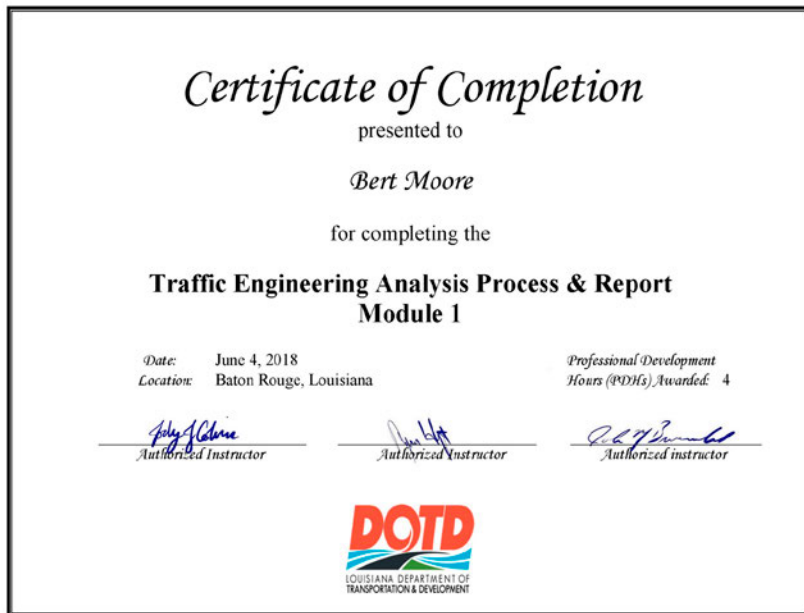 Certificate of Completion
presented to
Bert Moore
for completing the
Traffic Engineering Analysis Process & Report
Module 1
Date: June 4, 2018
Location: Baton Rouge, Louisiana
Professional Development
Hours (PDHs) Awarded: 4
Authorized Instructor
Authorized Instructor
Authorized instructor
DOTD
LOUISIANA DEPARTMENT OF
TRANSPORTATION & DEVELOPMENT